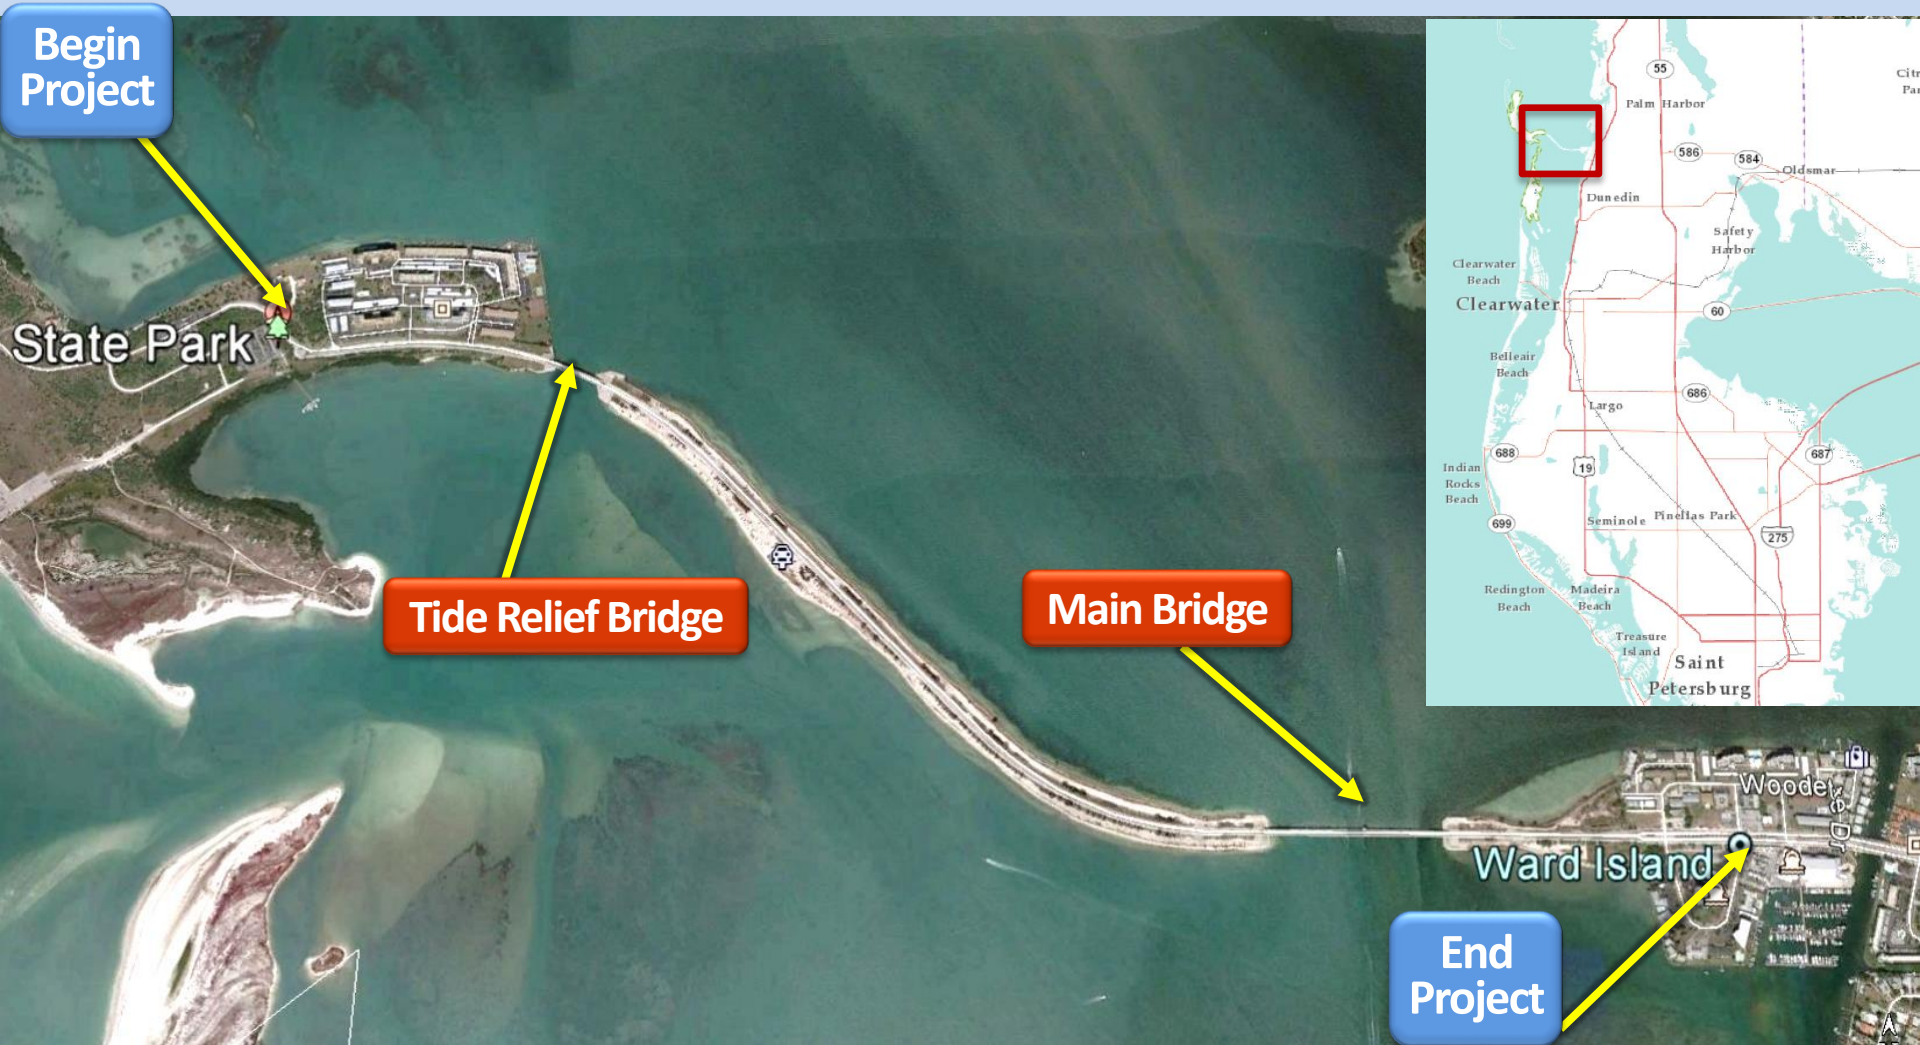 Begin
Project
State Park
Tide Relief Bridge
Main Bridge
Ward Island
End
Project
55
Palm Harbor
586
584
Oldsmar
Dunedin
Safety
Harbor
Clearwater
Beach
Clearwater
60
Belleair
Beach
686
Largo
688
19
687
Indian
Rocks
Beach
699
Seminole
Pinellas Park
275
Redington
Beach
Madeira
Beach
Treasure
Island
Saint
Petersburg